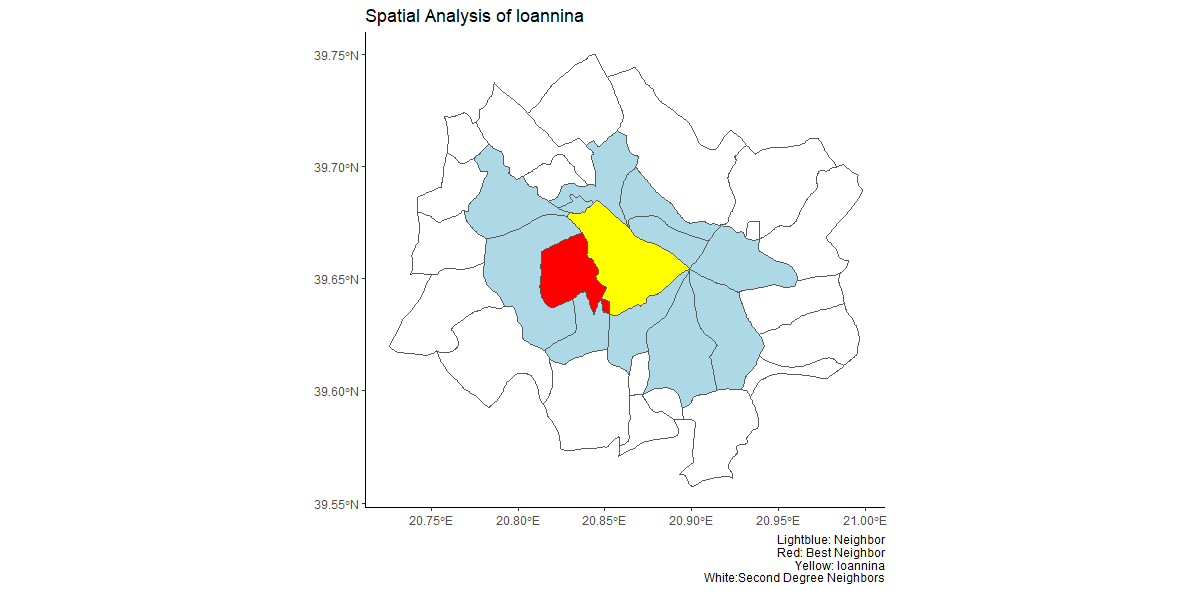 Spatial Analysis of Ioannina
39.75°N
39.70°N
39.65°N
39.60°N
39.55°N
20.75°E
20.80°E
20.85°E
20.90°E
20.95°E
21.00°E
Lightblue: Neighbor
Red: Best Neighbor
Yellow: Ioannina
White:Second Degree Neighbors